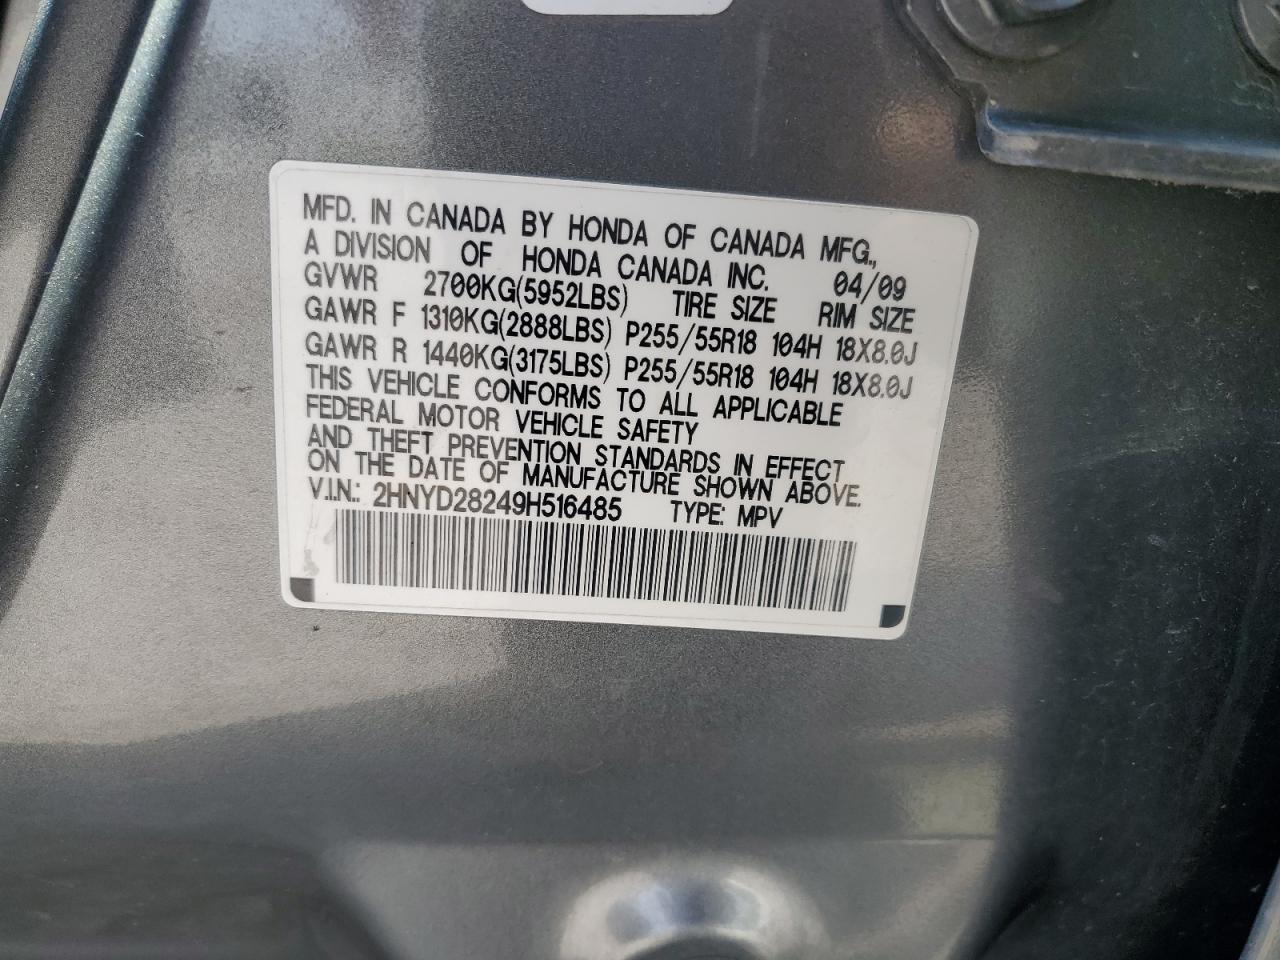 MFD. IN CANADA BY HONDA OF CANADA MFG.,
A DIVISION OF HONDA CANADA INC. 04/09
GVWR 2700KG(5952LBS) TIRE SIZE RIM SIZE
GAWR F 1310KG(2888LBS) P255/55R18 104H 18X8.0J
GAWR R 1440KG(3175LBS) P255/55R18 104H 18X8.0J
THIS VEHICLE CONFORMS TO ALL APPLICABLE
FEDERAL MOTOR VEHICLE SAFETY
AND THEFT PREVENTION STANDARDS IN EFFECT
ON THE DATE OF MANUFACTURE SHOWN ABOVE.
V.I.N.: 2HNYD28249H516485 TYPE: MPV